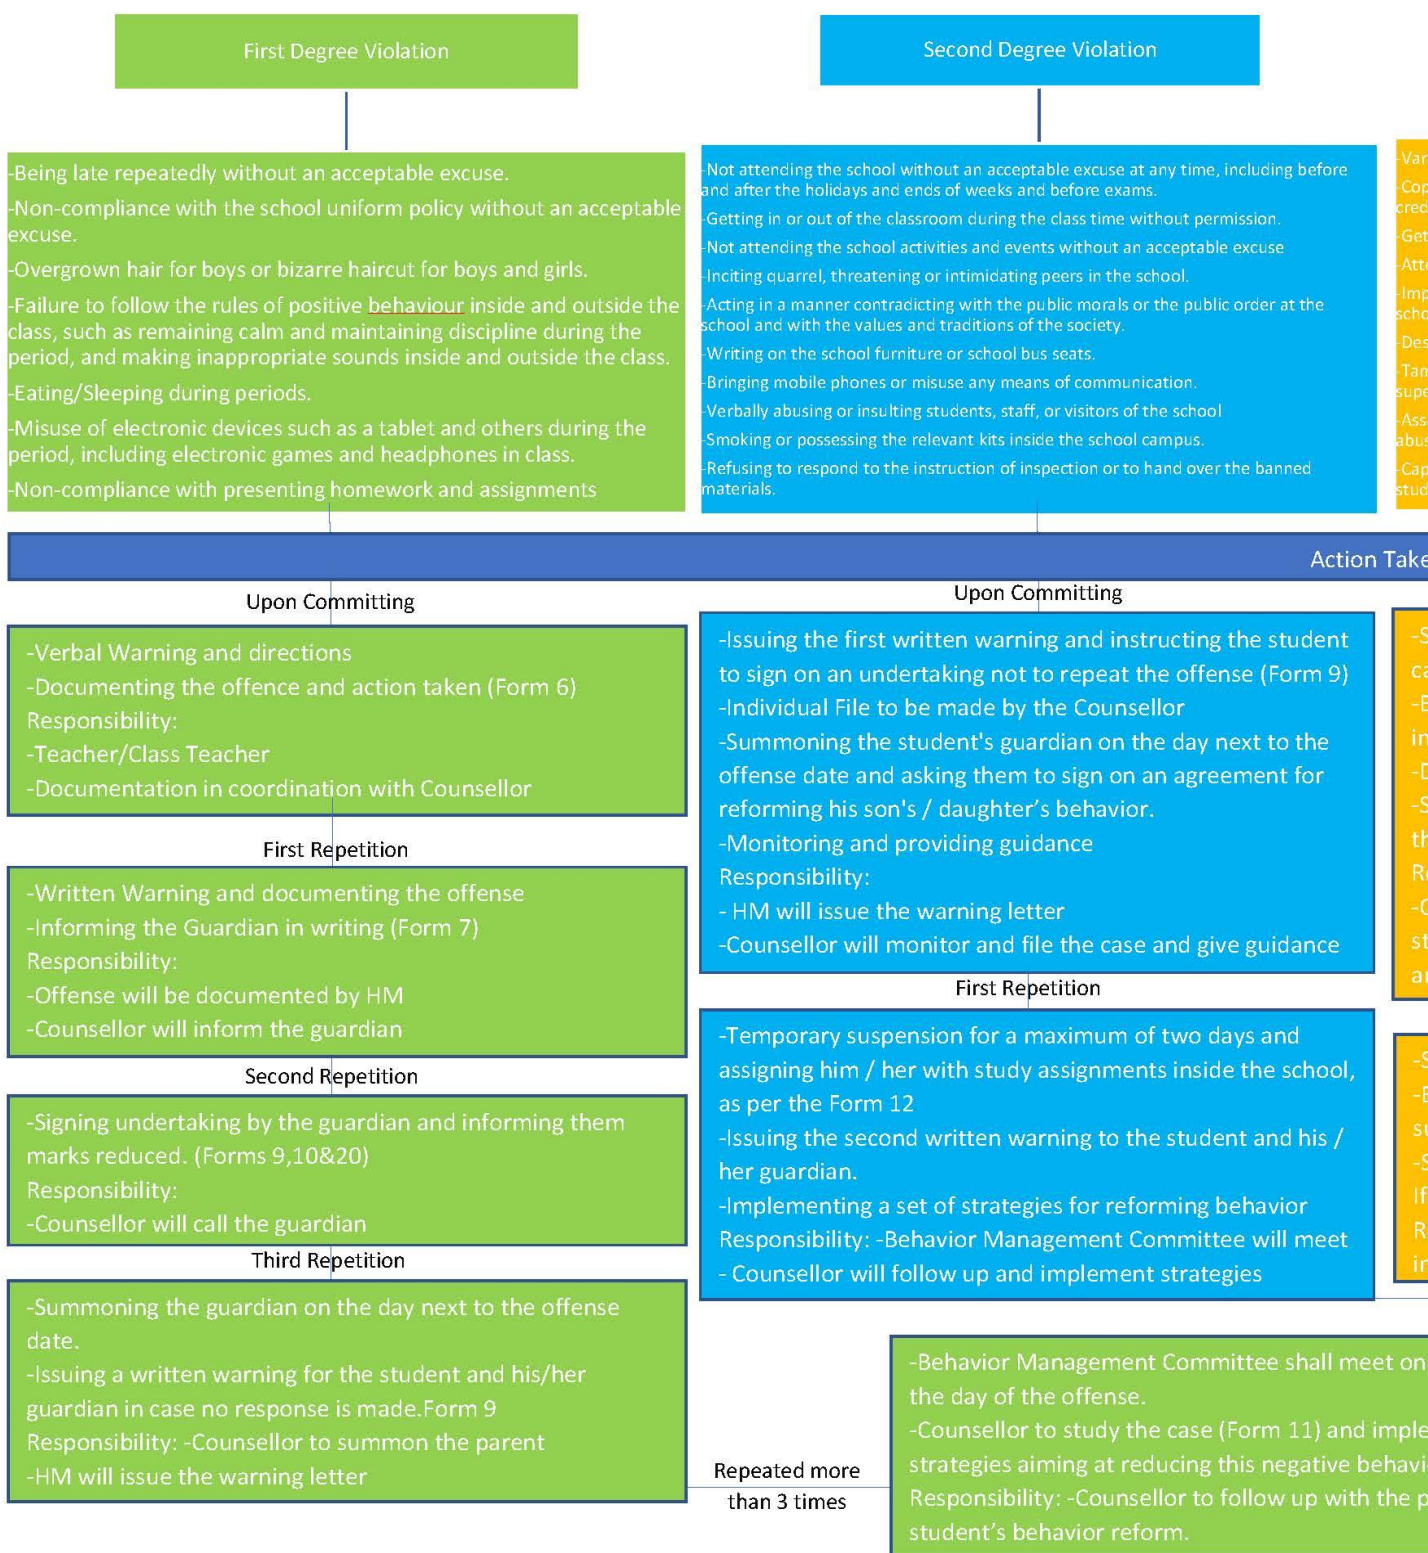 First Degree Violation
Second Degree Violation
-Being late repeatedly without an acceptable excuse.
-Non-compliance with the school uniform policy without an acceptable
excuse.
-Overgrown hair for boys or bizarre haircut for boys and girls.
-Failure to follow the rules of positive behaviour inside and outside the
class, such as remaining calm and maintaining discipline during the
period, and making inappropriate sounds inside and outside the class.
-Eating/Sleeping during periods.
-Misuse of electronic devices such as a tablet and others during the
period, including electronic games and headphones in class.
-Non-compliance with presenting homework and assignments
-Not attending the school without an acceptable excuse at any time, including before
and after the holidays and ends of weeks and before exams.
-Getting in or out of the classroom during the class time without permission.
-Not attending the school activities and events without an acceptable excuse
-Inciting quarrel, threatening or intimidating peers in the school.
-Acting in a manner contradicting with the public morals or the public order at the
school and with the values and traditions of the society.
-Writing on the school furniture or school bus seats.
-Bringing mobile phones or misuse any means of communication.
-Verbally abusing or insulting students, staff, or visitors of the school
-Smoking or possessing the relevant kits inside the school campus.
-Refusing to respond to the instruction of inspection or to hand over the banned
materials.
Action Take
Upon Committing
-Verbal Warning and directions
-Documenting the offence and action taken (Form 6)
Responsibility:
-Teacher/Class Teacher
-Documentation in coordination with Counsellor
First Repetition
-Written Warning and documenting the offense
-Informing the Guardian in writing (Form 7)
Responsibility:
-Offense will be documented by HM
-Counsellor will inform the guardian
Second Repetition
-Signing undertaking by the guardian and informing them
marks reduced. (Forms 9,10&20)
Responsibility:
-Counsellor will call the guardian
Third Repetition
-Summoning the guardian on the day next to the offense
date.
-Issuing a written warning for the student and his/her
guardian in case no response is made.Form 9
Responsibility: -Counsellor to summon the parent
-HM will issue the warning letter
Upon Committing
-Issuing the first written warning and instructing the student
to sign on an undertaking not to repeat the offense (Form 9)
-Individual File to be made by the Counsellor
-Summoning the student's guardian on the day next to the
offense date and asking them to sign on an agreement for
reforming his son's / daughter’s behavior.
-Monitoring and providing guidance
Responsibility:
- HM will issue the warning letter
-Counsellor will monitor and file the case and give guidance
First Repetition
-Temporary suspension for a maximum of two days and
assigning him / her with study assignments inside the school,
as per the Form 12
-Issuing the second written warning to the student and his /
her guardian.
-Implementing a set of strategies for reforming behavior
Responsibility: -Behavior Management Committee will meet
- Counsellor will follow up and implement strategies
Repeated more
than 3 times
-Behavior Management Committee shall meet on
the day of the offense.
-Counsellor to study the case (Form 11) and imple
strategies aiming at reducing this negative behavi
Responsibility: -Counsellor to follow up with the p
student’s behavior reform.